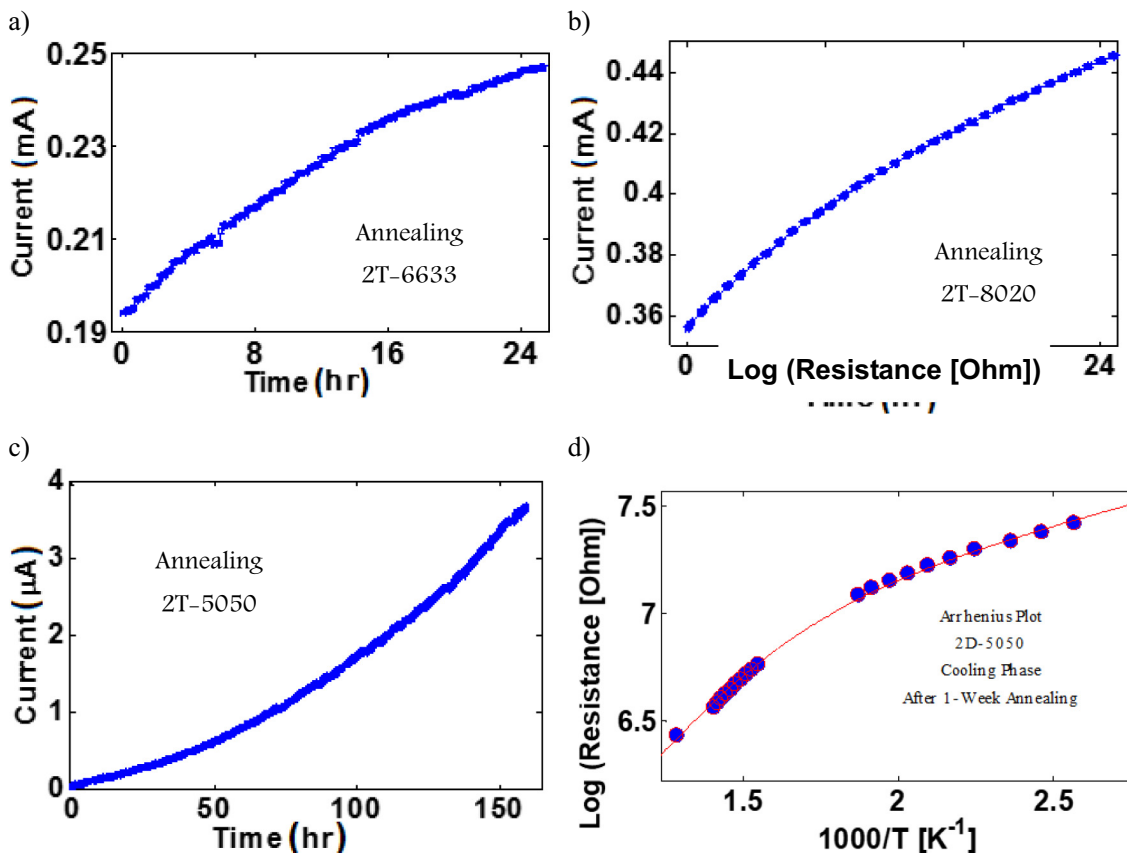 a)
0.25
0.23
0.21
0.19
Current (mA)
0
8
16
24
Time (hr)
Annealing
2T-6633
b)
0.44
0.42
0.4
0.38
0.36
Current (mA)
0
24
Log (Resistance [Ohm])
Annealing
2T-8020
c)
4
3
2
1
0
Current (µA)
0
50
100
150
Time (hr)
Annealing
2T-5050
d)
7.5
7
6.5
Log (Resistance [Ohm])
1.5
2
2.5
1000/T [K⁻¹]
Arrhenius Plot
2D-5050
Cooling Phase
After 1-Week Annealing